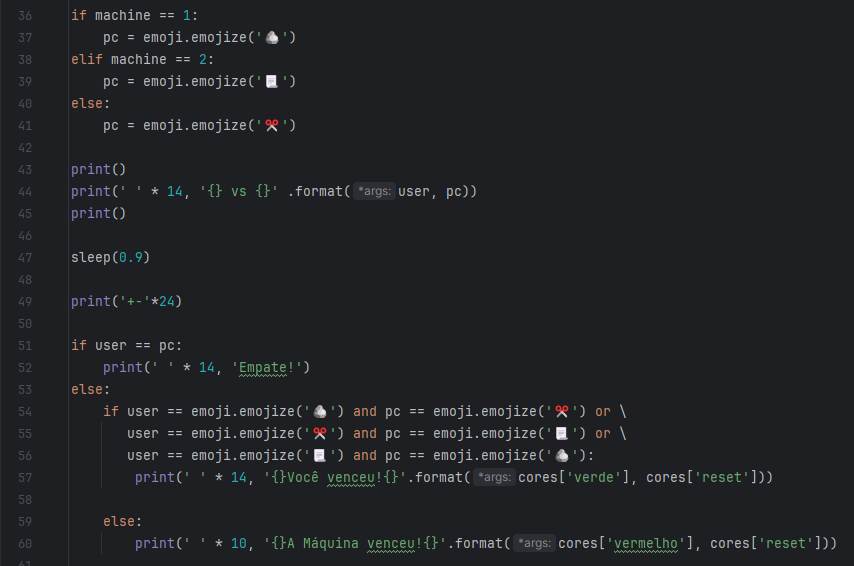 36 if machine == 1:
37     pc = emoji.emojize('🪨')
38 elif machine == 2:
39     pc = emoji.emojize('📃')
40 else:
41     pc = emoji.emojize('✂️')
42
43 print()
44 print(' ' * 14, '{} vs {}' .format( *args: user, pc))
45 print()
46
47 sleep(0.9)
48
49 print('+-'*24)
50
51 if user == pc:
52     print(' ' * 14, 'Empate!')
53 else:
54     if user == emoji.emojize('🪨') and pc == emoji.emojize('✂️') or \
55        user == emoji.emojize('✂️') and pc == emoji.emojize('📃') or \
56        user == emoji.emojize('📃') and pc == emoji.emojize('🪨'):
57         print(' ' * 14, '{}Você venceu!{}'.format( *args: cores['verde'], cores['reset']))
58
59     else:
60         print(' ' * 10, '{}A Máquina venceu!{}'.format( *args: cores['vermelho'], cores['reset']))
61